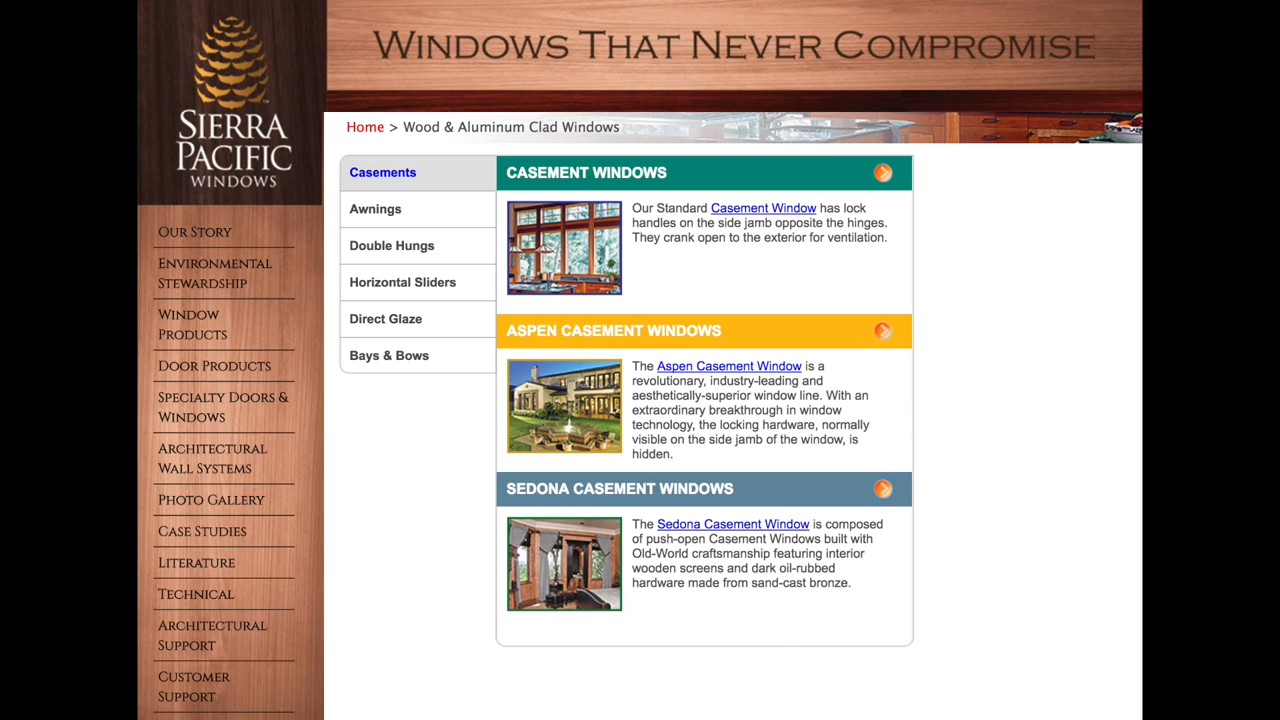 WINDOWS THAT NEVER COMPROMISE
SIERRA
PACIFIC
WINDOWS
™
Home > Wood & Aluminum Clad Windows
OUR STORY
ENVIRONMENTAL
STEWARDSHIP
WINDOW
PRODUCTS
DOOR PRODUCTS
SPECIALTY DOORS &
WINDOWS
ARCHITECTURAL
WALL SYSTEMS
PHOTO GALLERY
CASE STUDIES
LITERATURE
TECHNICAL
ARCHITECTURAL
SUPPORT
CUSTOMER
SUPPORT
Casements
Awnings
Double Hungs
Horizontal Sliders
Direct Glaze
Bays & Bows
CASEMENT WINDOWS
Our Standard Casement Window has lock
handles on the side jamb opposite the hinges.
They crank open to the exterior for ventilation.
ASPEN CASEMENT WINDOWS
The Aspen Casement Window is a
revolutionary, industry-leading and
aesthetically-superior window line. With an
extraordinary breakthrough in window
technology, the locking hardware, normally
visible on the side jamb of the window, is
hidden.
SEDONA CASEMENT WINDOWS
The Sedona Casement Window is composed
of push-open Casement Windows built with
Old-World craftsmanship featuring interior
wooden screens and dark oil-rubbed
hardware made from sand-cast bronze.